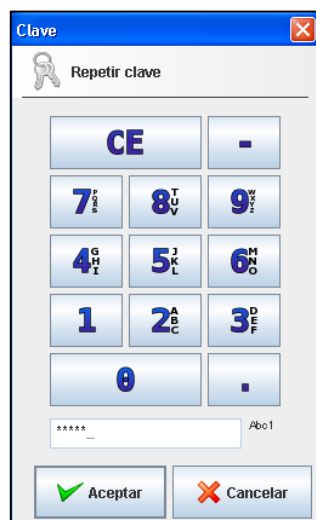 Clave
Repetir clave
CE -
7 PQRS 8 TUV 9 WXYZ
4 GHI 5 JKL 6 MNO
1 2 ABC 3 DEF
0 .
*****_ Abc1
Aceptar Cancelar